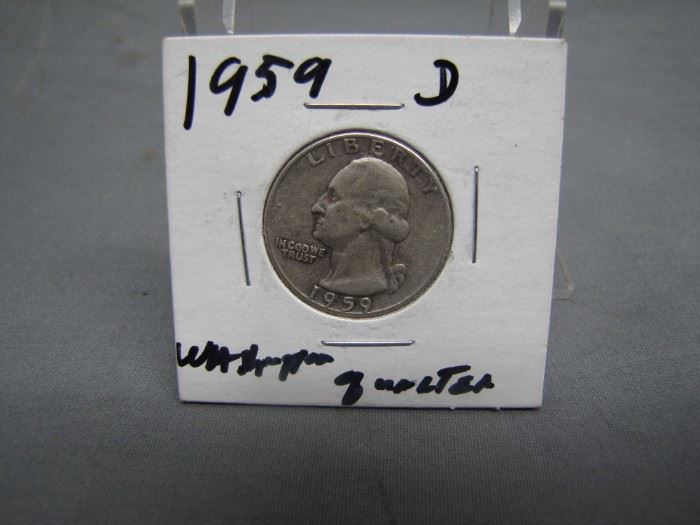 1959 D
LIBERTY
IN GOD WE
TRUST
1959
Washington quarter